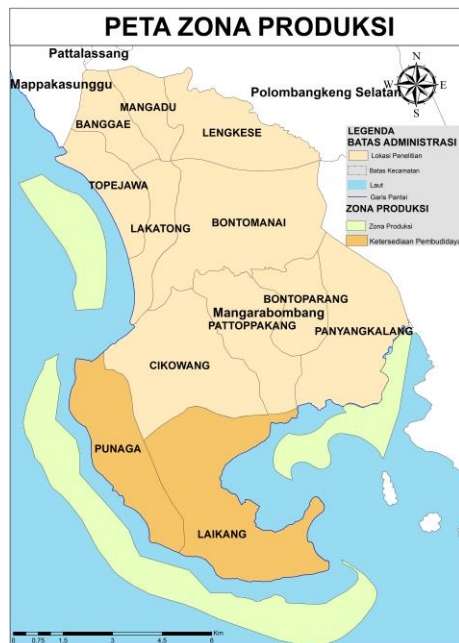 PETA ZONA PRODUKSI
Pattalassang
Mappakasunggu
MANGADU
BANGGAE
LENGKESE
Polombangkeng Selatan
N
W E
S
LEGENDA
BATAS ADMINISTRASI
Lokasi Penelitian
Batas Kecamatan
Laut
Garis Pantai
ZONA PRODUKSI
Zona Produksi
Ketersediaan Pembudidaya
TOPEJAWA
LAKATONG
BONTOMANAI
BONTOPARANG
Mangarabombang
PATTOPPAKANG
PANYANGKALANG
CIKOWANG
PUNAGA
LAIKANG
Km
0 0.75 1.5 3 4.5 6